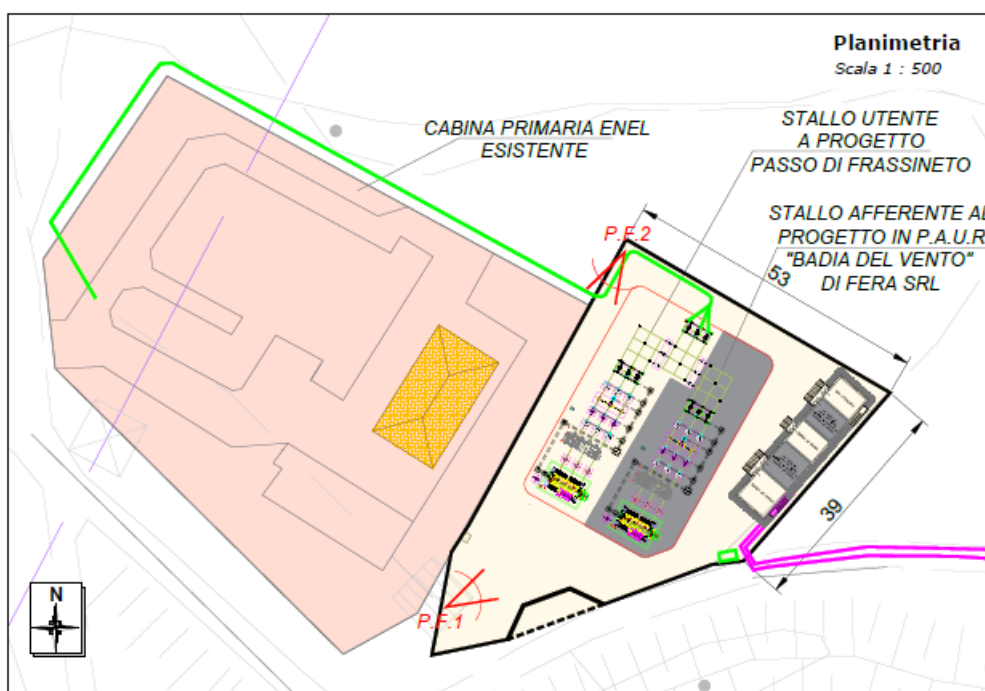 Planimetria
Scala 1 : 500
CABINA PRIMARIA ENEL
ESISTENTE
STALLO UTENTE
A PROGETTO
PASSO DI FRASSINETO
STALLO AFFERENTE AL
PROGETTO IN P.A.U.R
"BADIA DEL VENTO"
DI FERA SRL
P.F.2
53
39
P.F.1
N